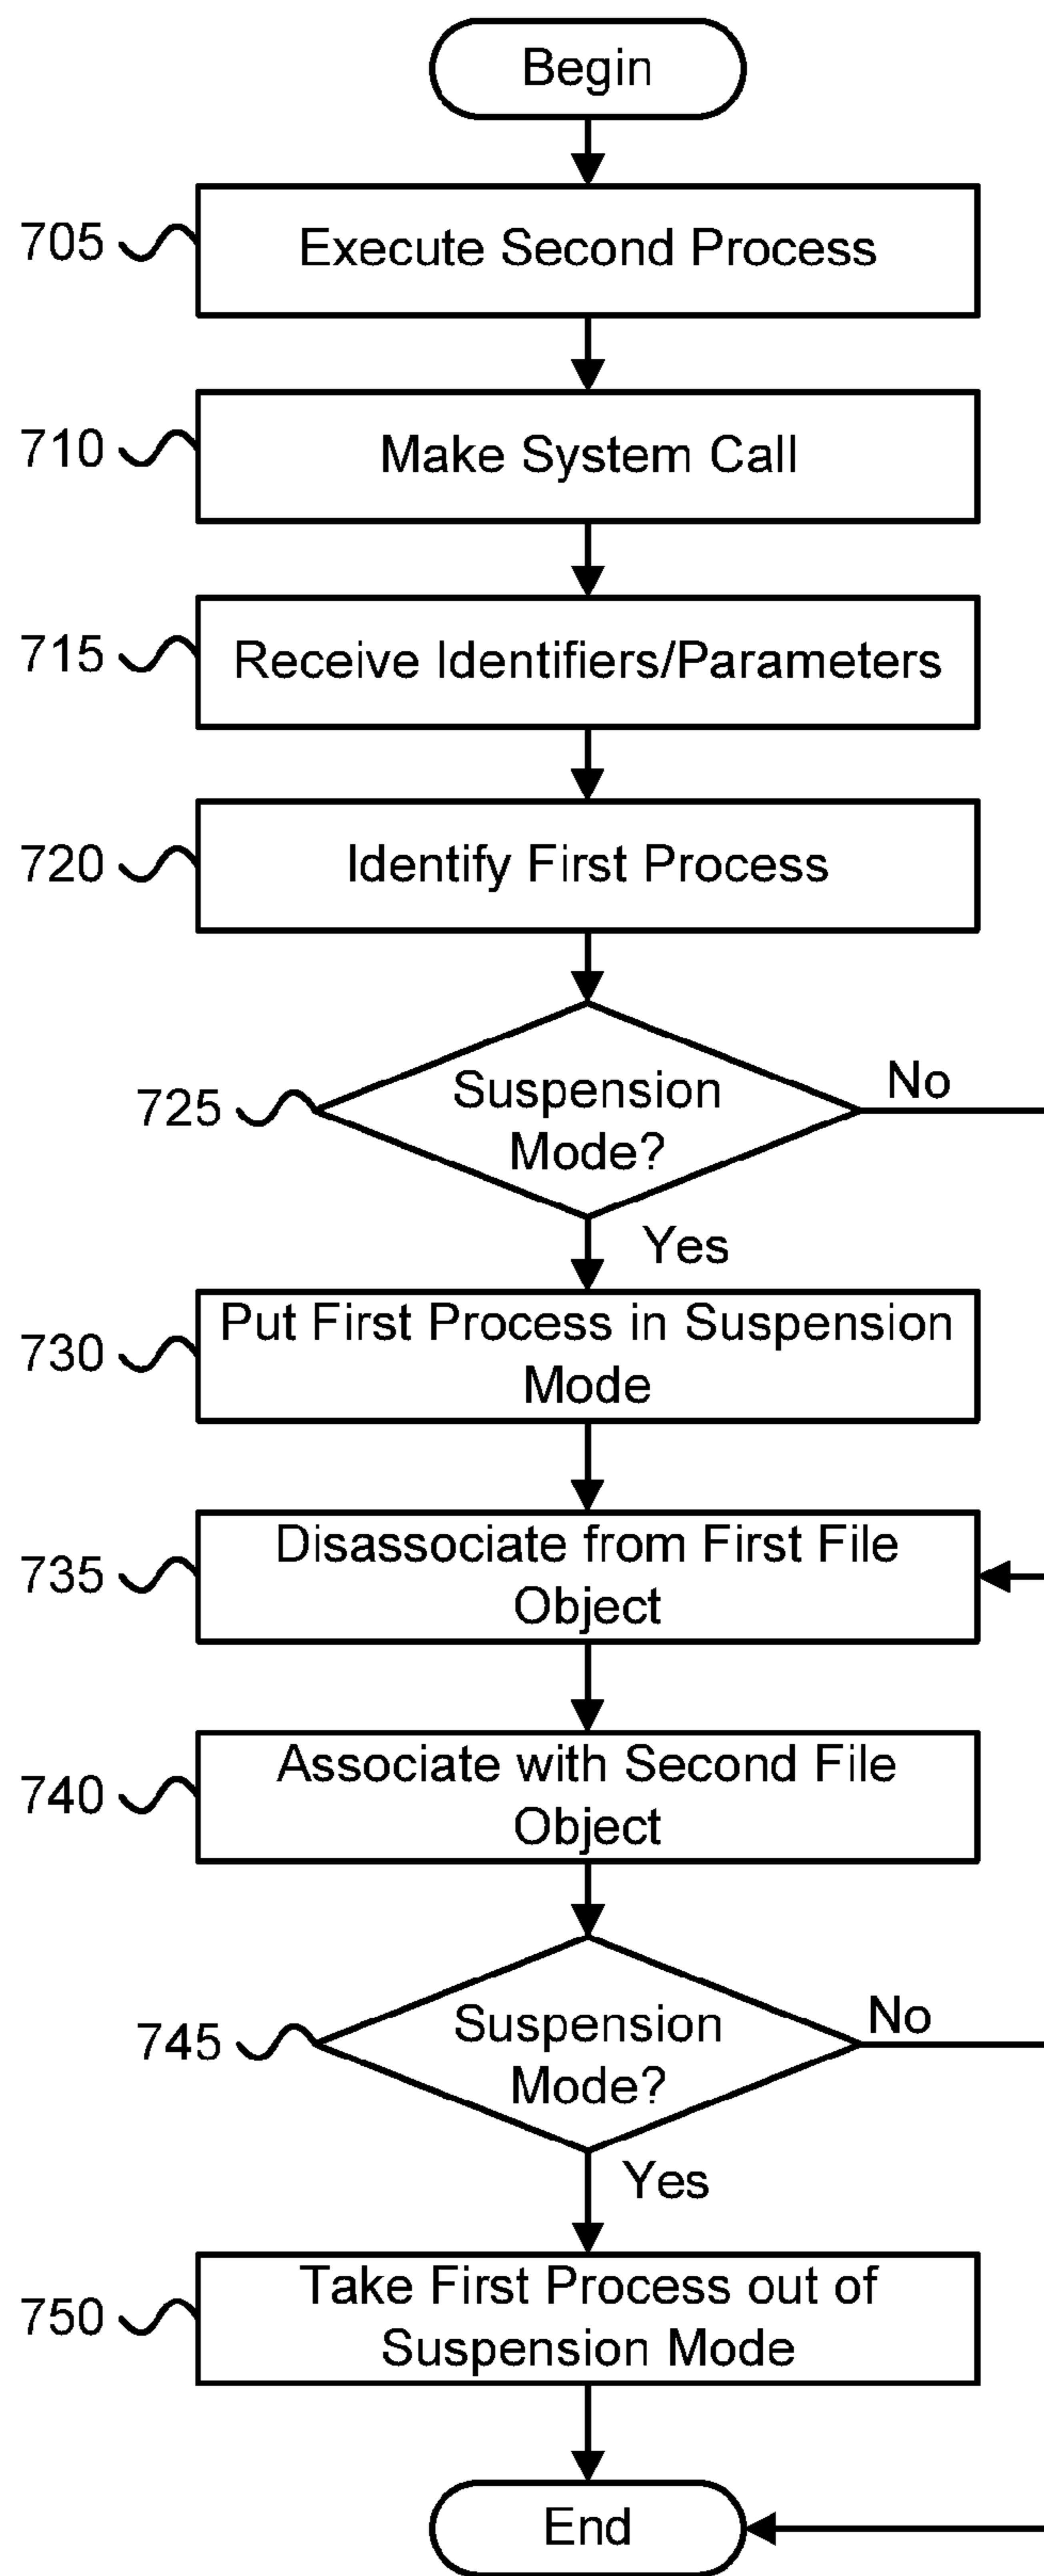 Begin
705
Execute Second Process
710
Make System Call
715
Receive Identifiers/Parameters
720
Identify First Process
725
Suspension
Mode?
No
Yes
730
Put First Process in Suspension
Mode
735
Disassociate from First File
Object
740
Associate with Second File
Object
745
Suspension
Mode?
No
Yes
750
Take First Process out of
Suspension Mode
End